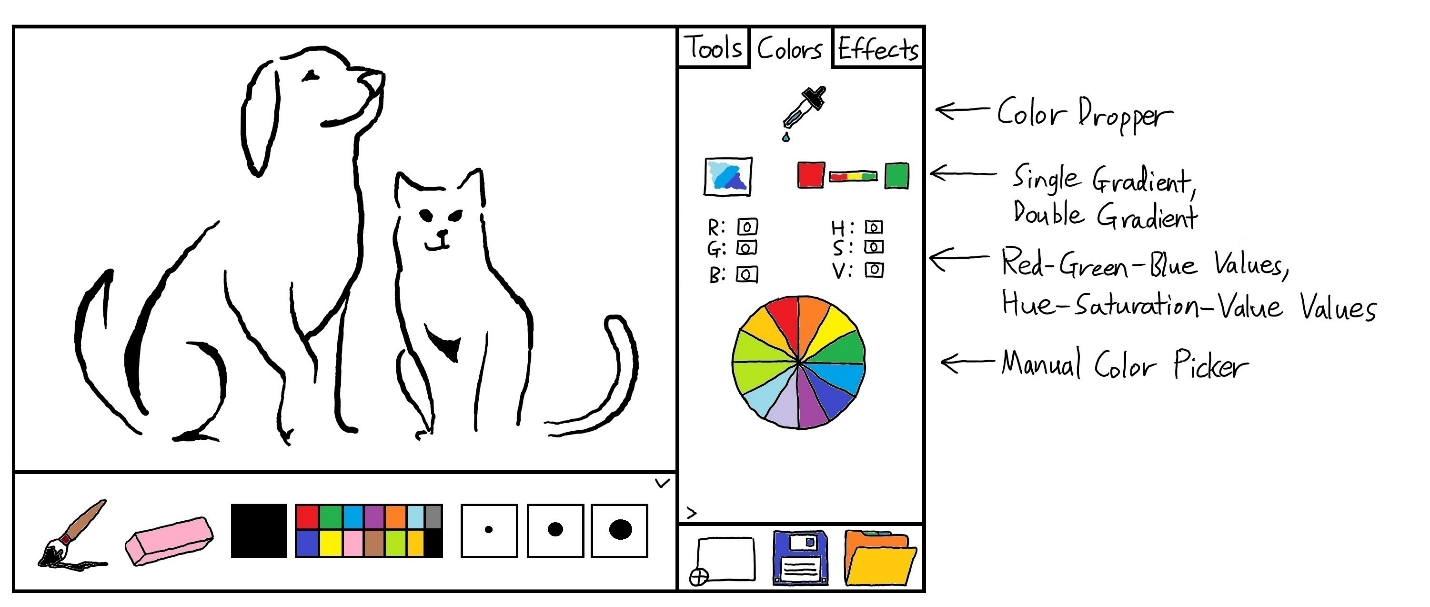 Tools Colors Effects
Color Dropper
Single Gradient,
Double Gradient
R: 0 H: 0
G: 0 S: 0
B: 0 V: 0
Red-Green-Blue Values,
Hue-Saturation-Value Values
Manual Color Picker